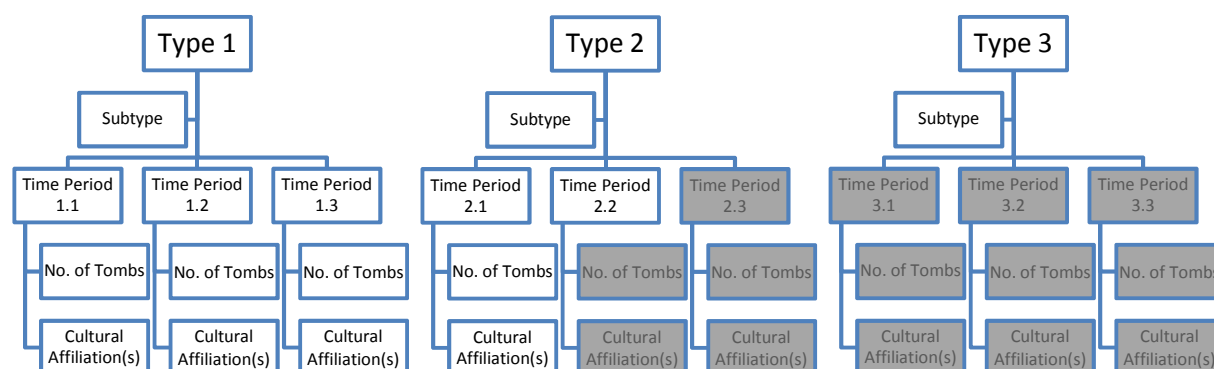 Type 1
Type 2
Type 3
Subtype
Subtype
Subtype
Time Period
1.1
Time Period
1.2
Time Period
1.3
Time Period
2.1
Time Period
2.2
Time Period
2.3
Time Period
3.1
Time Period
3.2
Time Period
3.3
No. of Tombs
No. of Tombs
No. of Tombs
No. of Tombs
No. of Tombs
No. of Tombs
No. of Tombs
No. of Tombs
No. of Tombs
Cultural
Affiliation(s)
Cultural
Affiliation(s)
Cultural
Affiliation(s)
Cultural
Affiliation(s)
Cultural
Affiliation(s)
Cultural
Affiliation(s)
Cultural
Affiliation(s)
Cultural
Affiliation(s)
Cultural
Affiliation(s)